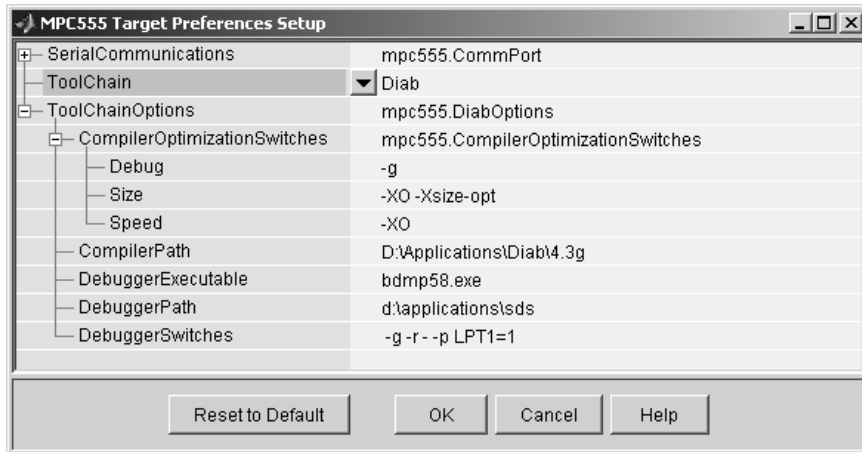 MPC555 Target Preferences Setup
SerialCommunications mpc555.CommPort
ToolChain Diab
ToolChainOptions mpc555.DiabOptions
CompilerOptimizationSwitches mpc555.CompilerOptimizationSwitches
Debug -g
Size -XO -Xsize-opt
Speed -XO
CompilerPath D:\Applications\Diab\4.3g
DebuggerExecutable bdmp58.exe
DebuggerPath d:\applications\sds
DebuggerSwitches -g -r - -p LPT1=1
Reset to Default OK Cancel Help